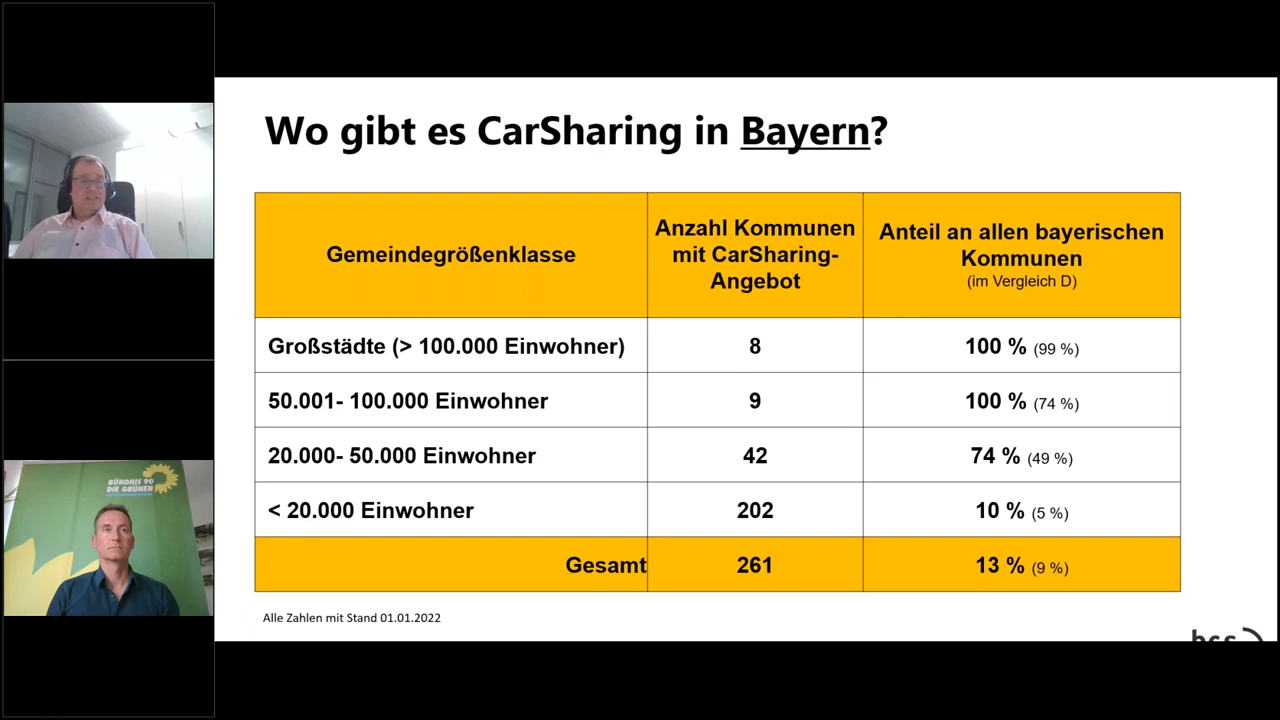 Wo gibt es CarSharing in Bayern?
Gemeindegrößenklasse
Anzahl Kommunen
mit CarSharing-
Angebot
Anteil an allen bayerischen
Kommunen
(im Vergleich D)
Großstädte (> 100.000 Einwohner) 8 100 % (99 %)
50.001- 100.000 Einwohner 9 100 % (74 %)
20.000- 50.000 Einwohner 42 74 % (49 %)
< 20.000 Einwohner 202 10 % (5 %)
Gesamt 261 13 % (9 %)
Alle Zahlen mit Stand 01.01.2022
BÜNDNIS 90
DIE GRÜNEN